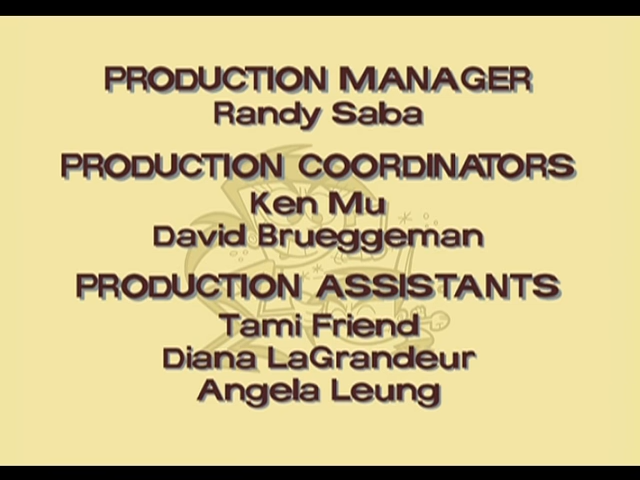 PRODUCTION MANAGER
Randy Saba
PRODUCTION COORDINATORS
Ken Mu
David Brueggeman
PRODUCTION ASSISTANTS
Tami Friend
Diana LaGrandeur
Angela Leung